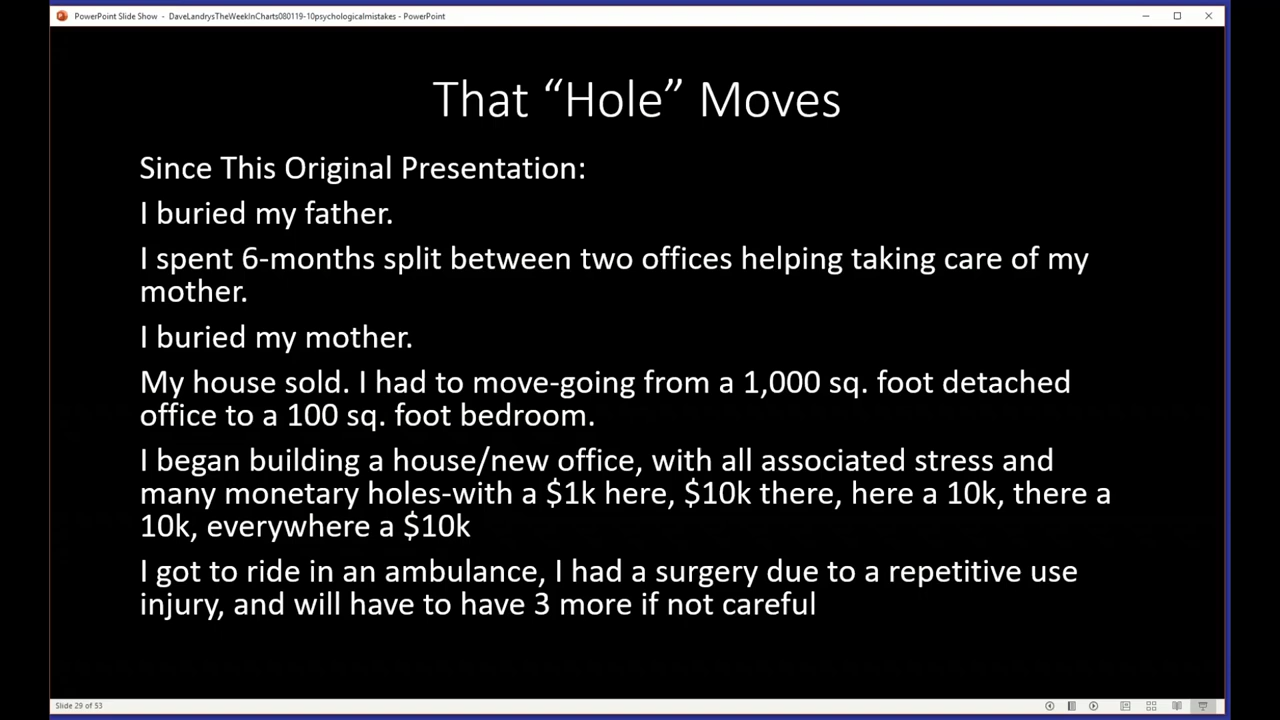 PowerPoint Slide Show - DaveLandrysTheWeekInCharts080119-10psychologicalmistakes - PowerPoint
That “Hole” Moves
Since This Original Presentation:
I buried my father.
I spent 6-months split between two offices helping taking care of my
mother.
I buried my mother.
My house sold. I had to move-going from a 1,000 sq. foot detached
office to a 100 sq. foot bedroom.
I began building a house/new office, with all associated stress and
many monetary holes-with a $1k here, $10k there, here a 10k, there a
10k, everywhere a $10k
I got to ride in an ambulance, I had a surgery due to a repetitive use
injury, and will have to have 3 more if not careful
Slide 29 of 53